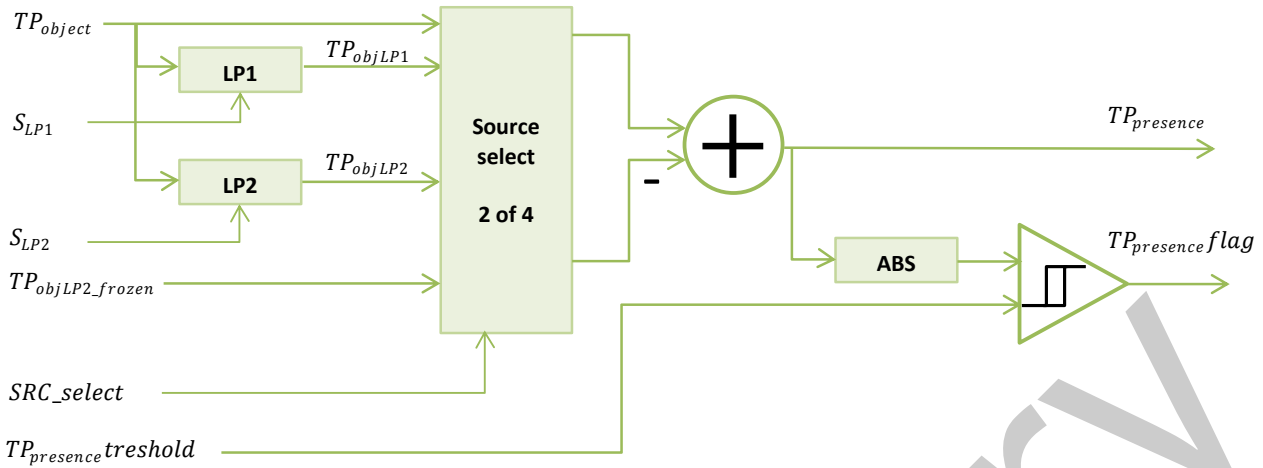 TP_object
LP1
TP_objLP1
S_LP1
LP2
TP_objLP2
S_LP2
TP_objLP2_frozen
SRC_select
TP_presence treshold
Source
select
2 of 4
+
-
TP_presence
ABS
TP_presence flag